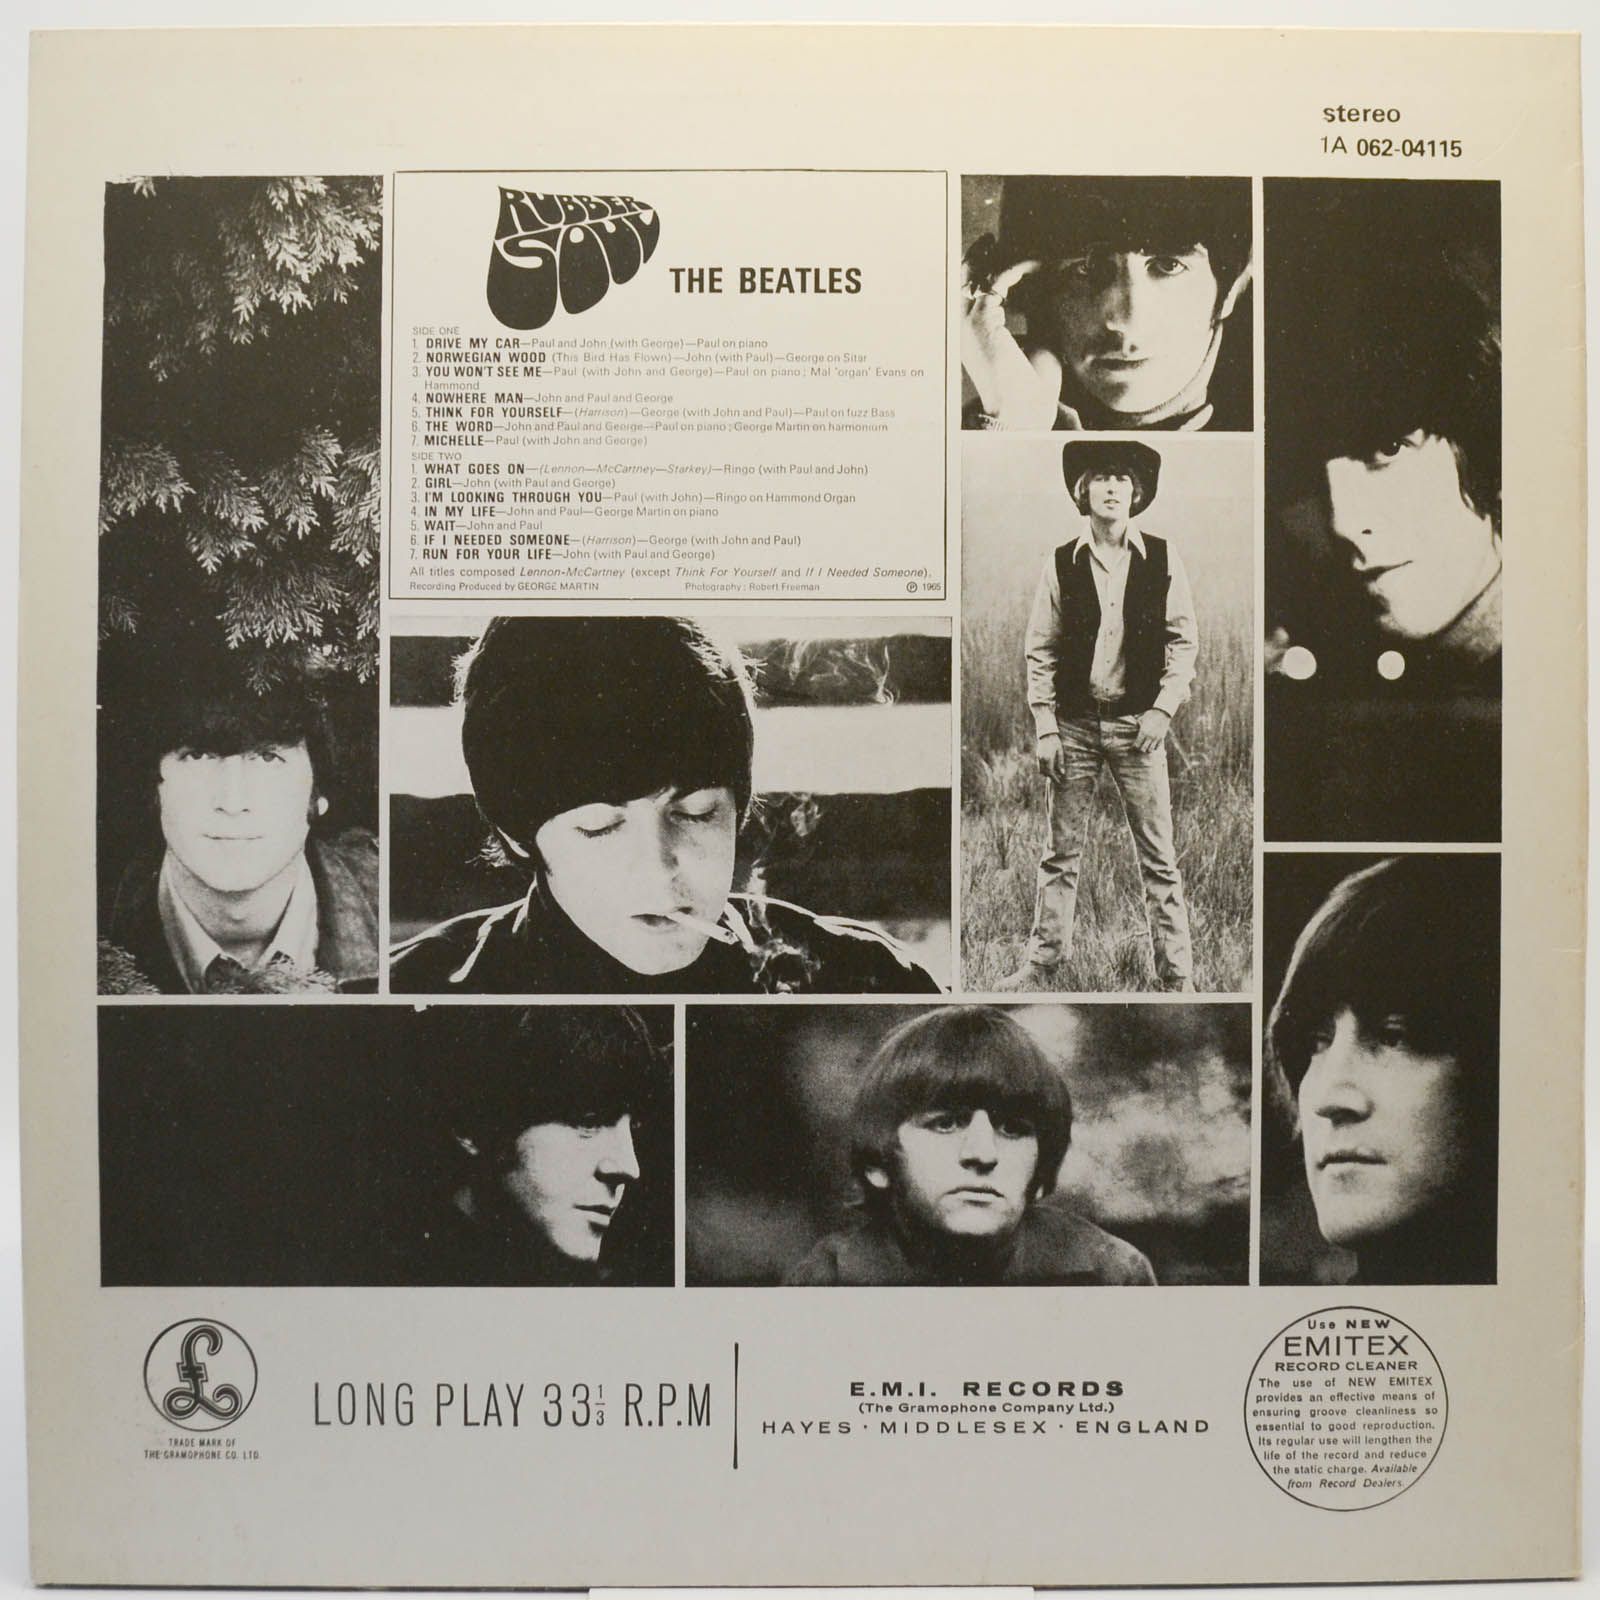 stereo
1A 062-04115
RUBBER
SOUL
THE BEATLES
SIDE ONE
1. DRIVE MY CAR—Paul and John (with George)—Paul on piano
2. NORWEGIAN WOOD (This Bird Has Flown)—John (with Paul)—George on Sitar
3. YOU WON'T SEE ME—Paul (with John and George)—Paul on piano; Mal 'organ' Evans on
Hammond
4. NOWHERE MAN—John and Paul and George
5. THINK FOR YOURSELF—(Harrison)—George (with John and Paul)—Paul on fuzz Bass
6. THE WORD—John and Paul and George—Paul on piano; George Martin on harmonium
7. MICHELLE—Paul (with John and George)
SIDE TWO
1. WHAT GOES ON—(Lennon—McCartney—Starkey)—Ringo (with Paul and John)
2. GIRL—John (with Paul and George)
3. I'M LOOKING THROUGH YOU—Paul (with John)—Ringo on Hammond Organ
4. IN MY LIFE—John and Paul—George Martin on piano
5. WAIT—John and Paul
6. IF I NEEDED SOMEONE—(Harrison)—George (with John and Paul)
7. RUN FOR YOUR LIFE—John (with Paul and George)
All titles composed Lennon-McCartney (except Think For Yourself and If I Needed Someone).
Recording Produced by GEORGE MARTIN Photography: Robert Freeman ℗ 1965
£
TRADE MARK OF
THE GRAMOPHONE CO. LTD.
LONG PLAY 33⅓ R.P.M
E.M.I. RECORDS
(The Gramophone Company Ltd.)
HAYES · MIDDLESEX · ENGLAND
Use NEW
EMITEX
RECORD CLEANER
The use of NEW EMITEX
provides an effective means of
ensuring groove cleanliness so
essential to good reproduction.
Its regular use will lengthen the
life of the record and reduce
the static charge. Available
from Record Dealers.